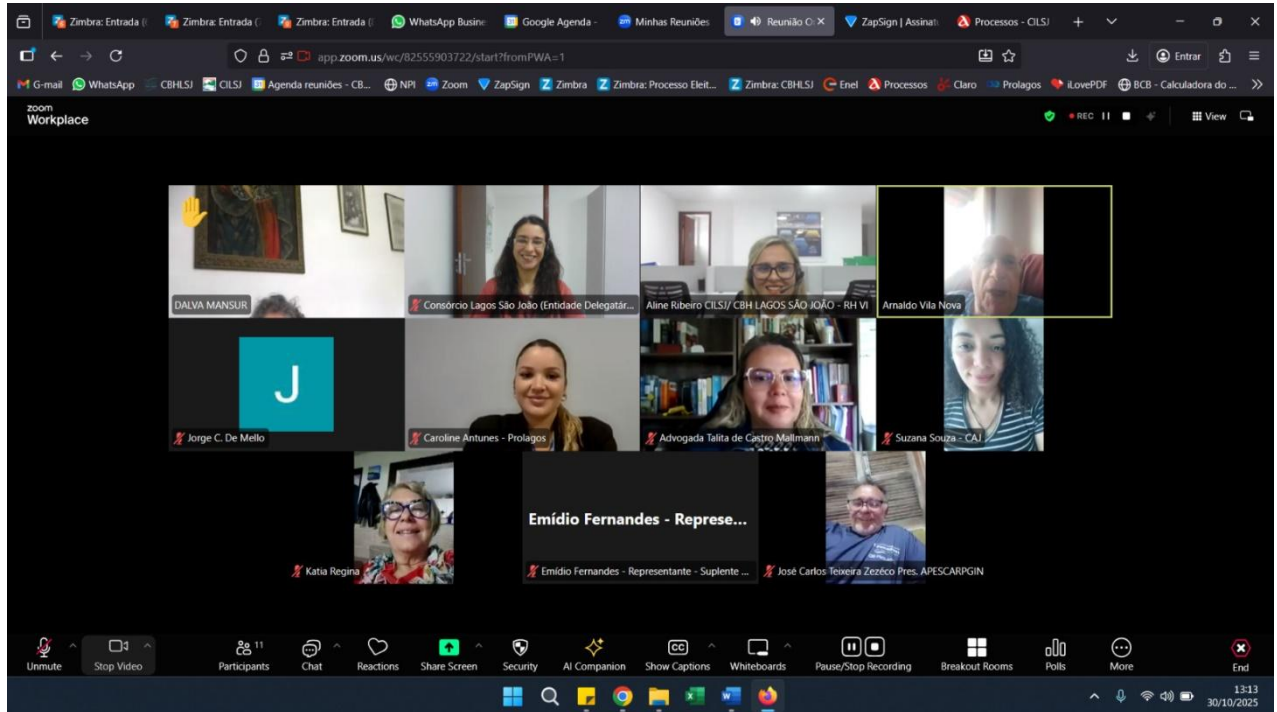 Zimbra: Entrada (
Zimbra: Entrada (
Zimbra: Entrada (
WhatsApp Busine
Google Agenda -
Minhas Reuniões
Reunião O
ZapSign | Assinat
Processos - CILSJ
app.zoom.us/wc/82555903722/start?fromPWA=1
Entrar
G-mail
WhatsApp
CBHLSJ
CILSJ
Agenda reuniões - CB...
NPI
Zoom
ZapSign
Zimbra
Zimbra: Processo Eleit...
Zimbra: CBHLSJ
Enel
Processos
Claro
Prolagos
iLovePDF
BCB - Calculadora do ...
zoom
Workplace
REC
View
DALVA MANSUR
Consórcio Lagos São João (Entidade Delegatár...
Aline Ribeiro CILSJ/ CBH LAGOS SÃO JOÃO - RH VI
Arnaldo Vila Nova
J
Jorge C. De Mello
Caroline Antunes - Prolagos
Advogada Talita de Castro Mallmann
Suzana Souza - CAJ
Katia Regina
Emídio Fernandes - Represe...
Emídio Fernandes - Representante - Suplente ...
José Carlos Teixeira Zezéco Pres. APESCARPGIN
Unmute
Stop Video
11
Participants
Chat
Reactions
Share Screen
Security
AI Companion
CC
Show Captions
Whiteboards
Pause/Stop Recording
Breakout Rooms
Polls
More
End
13:13
30/10/2025